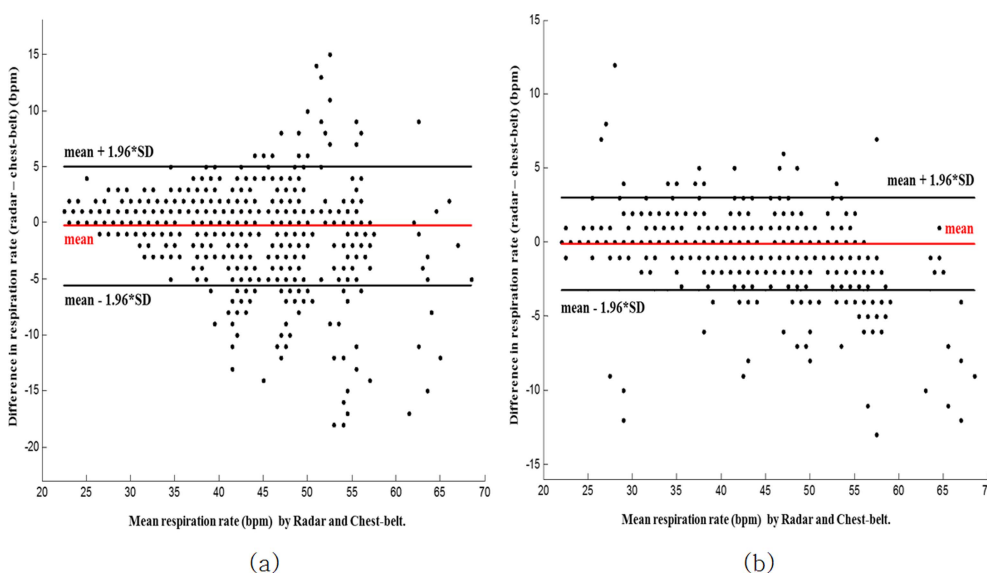 Difference in respiration rate (radar – chest-belt) (bpm)
15
10
5
0
-5
-10
-15
-20
mean + 1.96*SD
mean
mean - 1.96*SD
20 25 30 35 40 45 50 55 60 65 70
Mean respiration rate (bpm) by Radar and Chest-belt.
(a)
Difference in respiration rate (radar – chest-belt) (bpm)
15
10
5
0
-5
-10
-15
mean + 1.96*SD
mean
mean - 1.96*SD
20 25 30 35 40 45 50 55 60 65 7
Mean respiration rate (bpm) by Radar and Chest-belt.
(b)